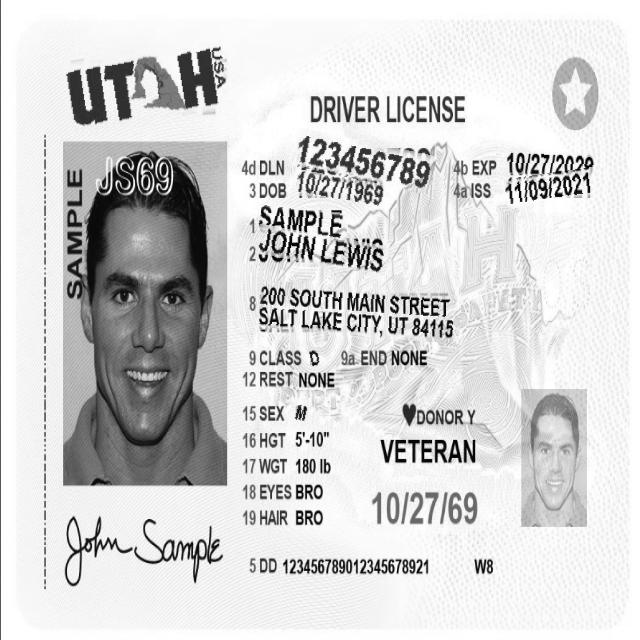 UTAH USA
DRIVER LICENSE
SAMPLE
JS69
4d DLN 123456789 4b EXP 10/27/2029
3 DOB 10/27/1969 4a ISS 11/09/2021
1 SAMPLE
2 JOHN LEWIS
8 200 SOUTH MAIN STREET
SALT LAKE CITY, UT 84115
9 CLASS D 9a END NONE
12 REST NONE
15 SEX M DONOR Y
16 HGT 5'-10"
VETERAN
17 WGT 180 lb
18 EYES BRO
19 HAIR BRO 10/27/69
John Sample
5 DD 123456789012345678921 W8